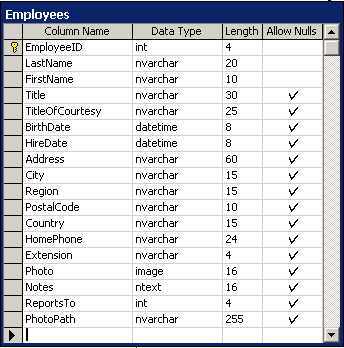 Employees
Column Name Data Type Length Allow Nulls
EmployeeID int 4
LastName nvarchar 20
FirstName nvarchar 10
Title nvarchar 30 ✓
TitleOfCourtesy nvarchar 25 ✓
BirthDate datetime 8 ✓
HireDate datetime 8 ✓
Address nvarchar 60 ✓
City nvarchar 15 ✓
Region nvarchar 15 ✓
PostalCode nvarchar 10 ✓
Country nvarchar 15 ✓
HomePhone nvarchar 24 ✓
Extension nvarchar 4 ✓
Photo image 16 ✓
Notes ntext 16 ✓
ReportsTo int 4 ✓
PhotoPath nvarchar 255 ✓